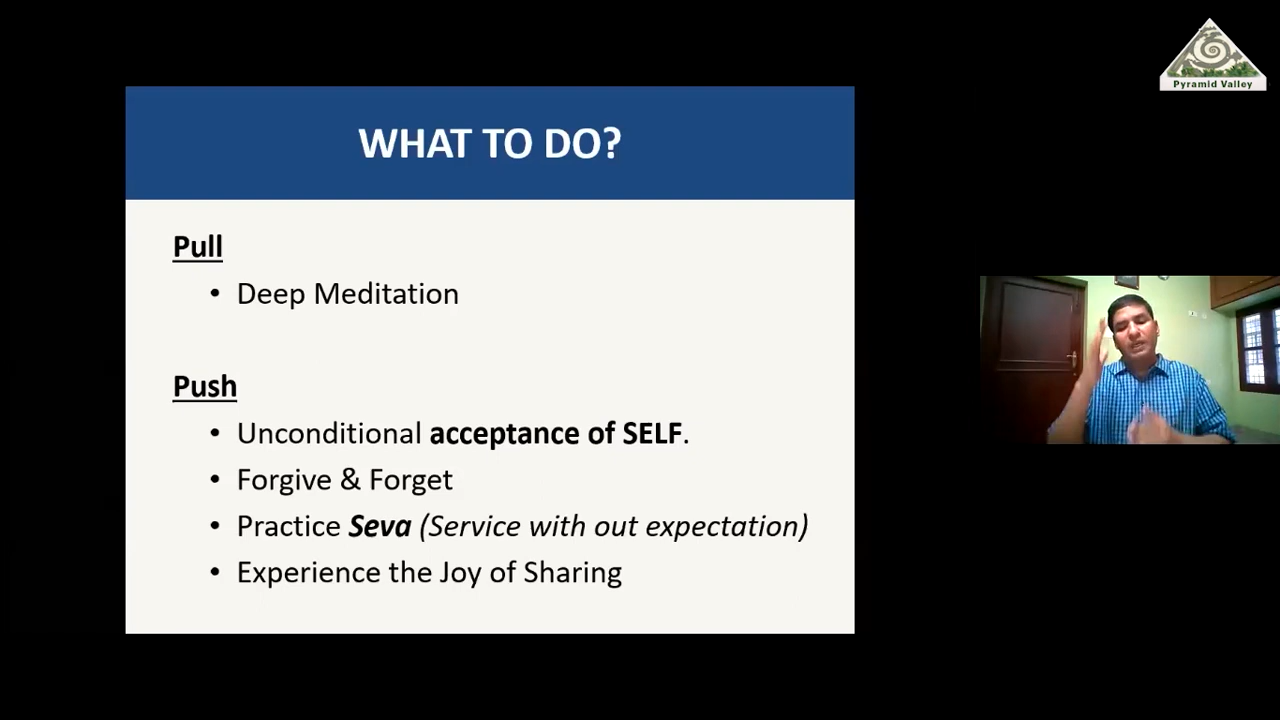 Pyramid Valley
WHAT TO DO?
Pull
• Deep Meditation
Push
• Unconditional acceptance of SELF.
• Forgive & Forget
• Practice Seva (Service with out expectation)
• Experience the Joy of Sharing